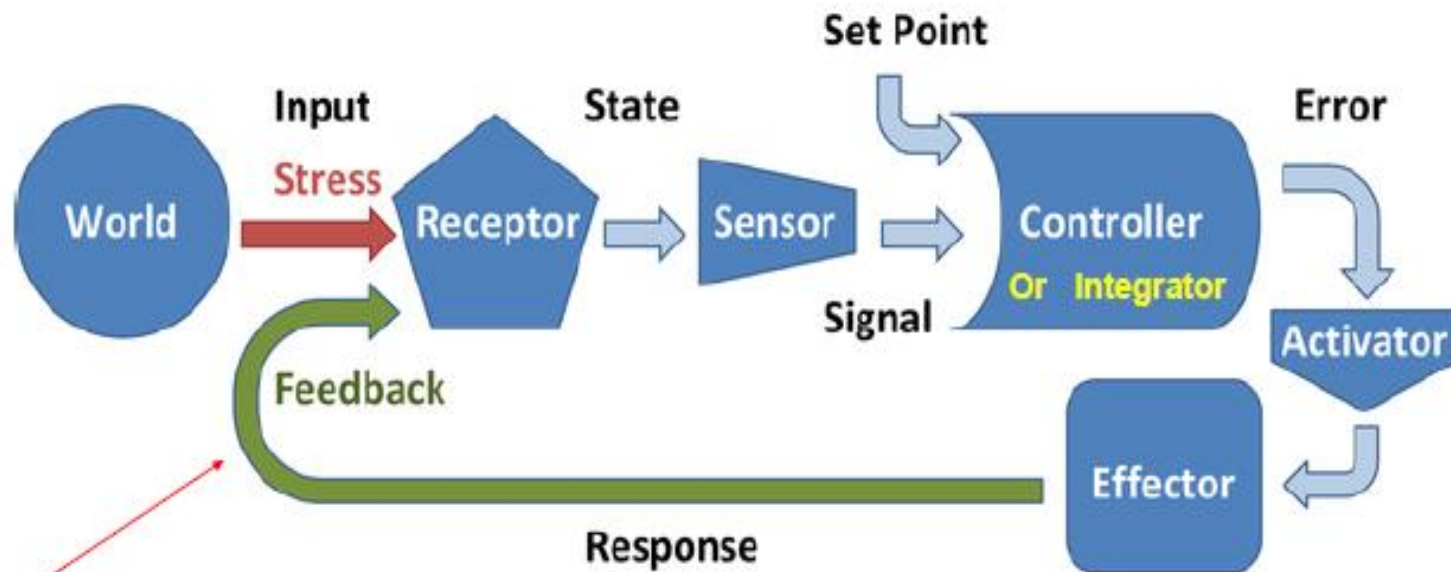 Set Point
Input
State
Error
Stress
World
Receptor
Sensor
Controller
Or Integrator
Signal
Activator
Feedback
Effector
Response